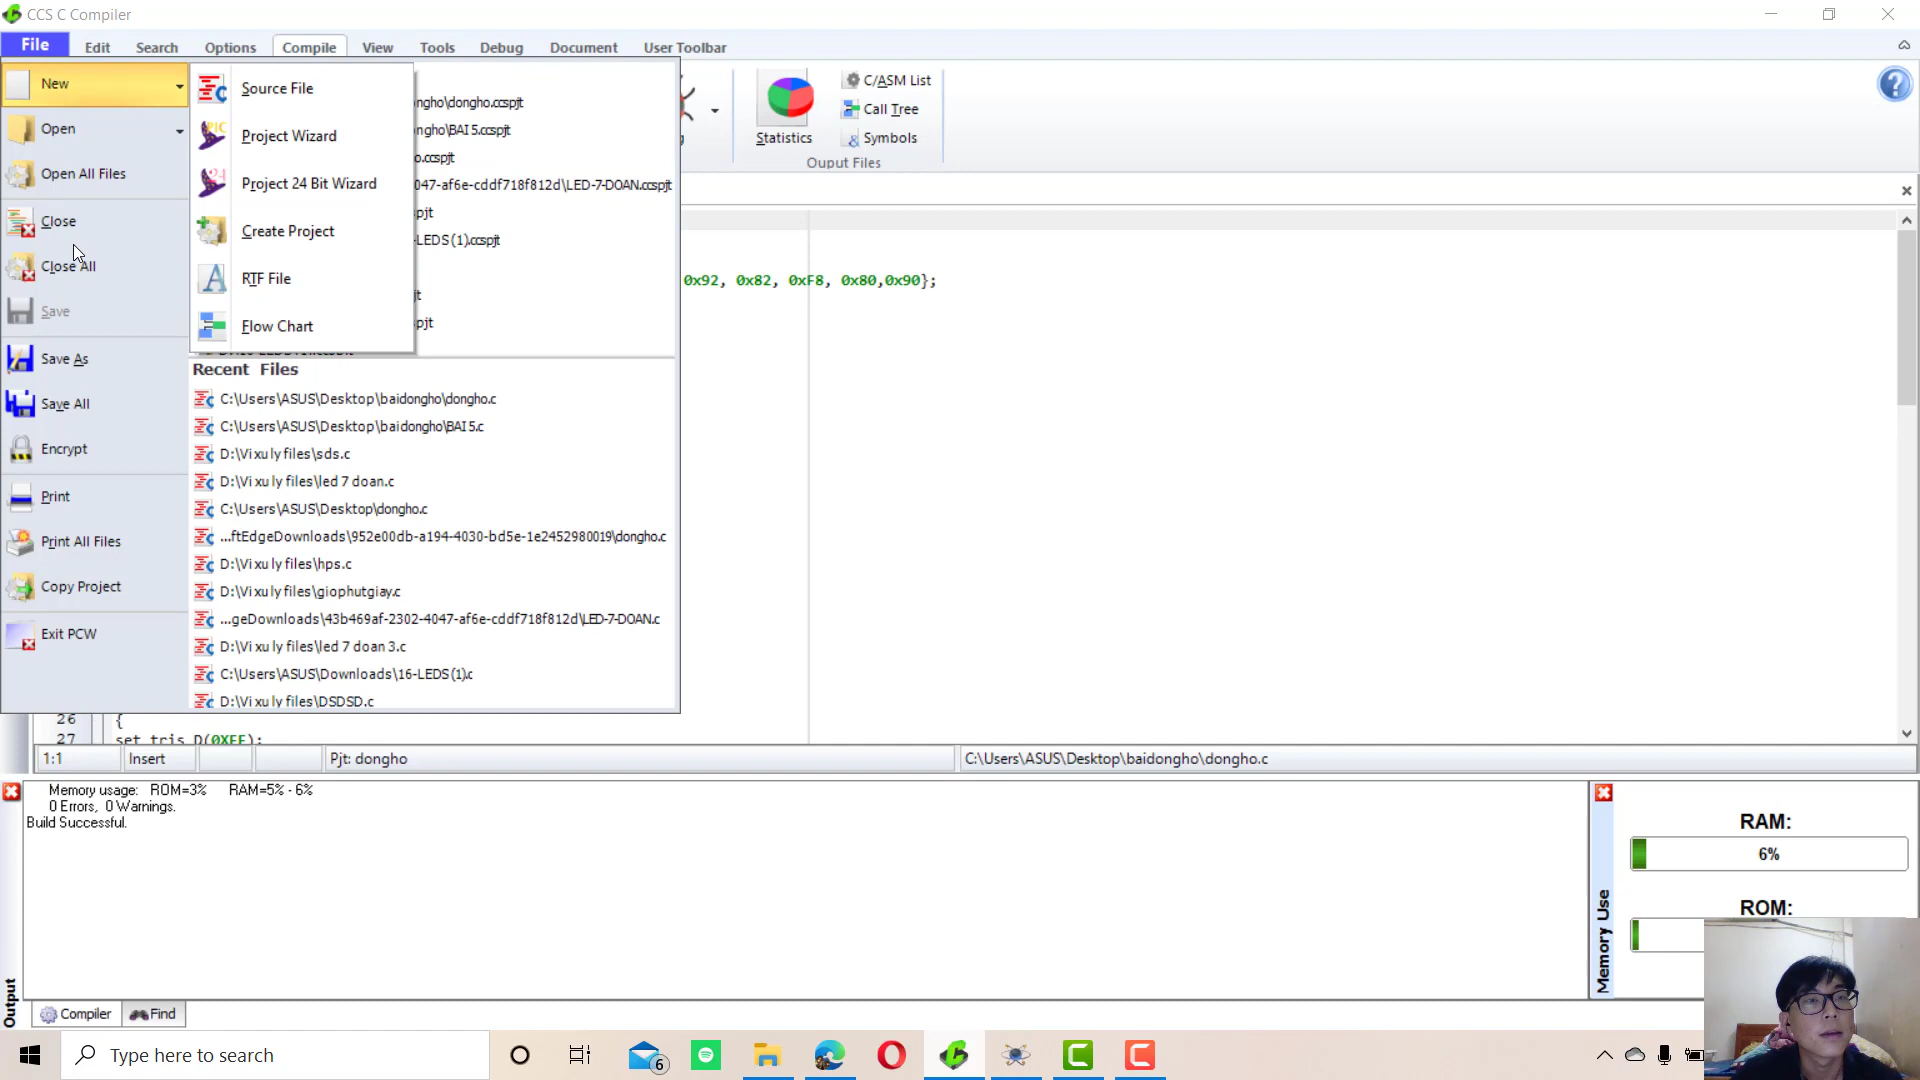 CCS C Compiler
File Edit Search Options Compile View Tools Debug Document User Toolbar
New
Open
Open All Files
Close
Close All
Save
Save As
Save All
Encrypt
Print
Print All Files
Copy Project
Exit PCW
Source File
Project Wizard
Project 24 Bit Wizard
Create Project
RTF File
Flow Chart
ngho\dongho.ccspjt
ngho\BAI 5.ccspjt
o.ccspjt
047-af6e-cddf718f812d\LED-7-DOAN.ccspjt
pjt
-LEDS (1).ccspjt
jt
pjt
Recent Files
C:\Users\ASUS\Desktop\baidongho\dongho.c
C:\Users\ASUS\Desktop\baidongho\BAI 5.c
D:\Vi xu ly files\sds.c
D:\Vi xu ly files\led 7 doan.c
C:\Users\ASUS\Desktop\dongho.c
...ftEdgeDownloads\952e00db-a194-4030-bd5e-1e2452980019\dongho.c
D:\Vi xu ly files\hps.c
D:\Vi xu ly files\giophutgiay.c
...geDownloads\43b469af-2302-4047-af6e-cddf718f812d\LED-7-DOAN.c
D:\Vi xu ly files\led 7 doan 3.c
C:\Users\ASUS\Downloads\16-LEDS (1).c
D:\Vi xu ly files\DSDSD.c
Statistics
C/ASM List
Call Tree
Symbols
Ouput Files
0x92, 0x82, 0xF8, 0x80,0x90};
26 {
27 set_tris_D(0XFF);
1:1 Insert Pjt: dongho C:\Users\ASUS\Desktop\baidongho\dongho.c
Memory usage: ROM=3% RAM=5% - 6%
0 Errors, 0 Warnings.
Build Successful.
Output
Compiler Find
Memory Use
RAM:
6%
ROM:
Type here to search
6